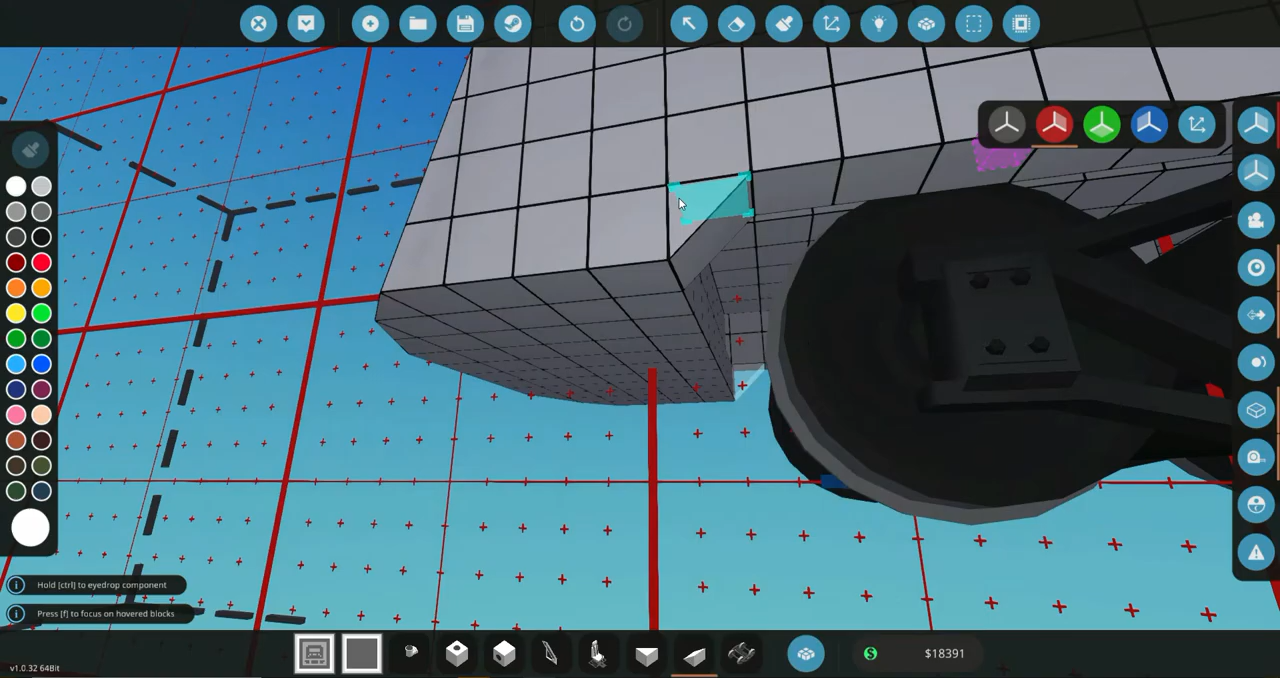 Hold [ctrl] to eyedrop component
Press [f] to focus on hovered blocks
v1.0.32 64Bit
$ $18391